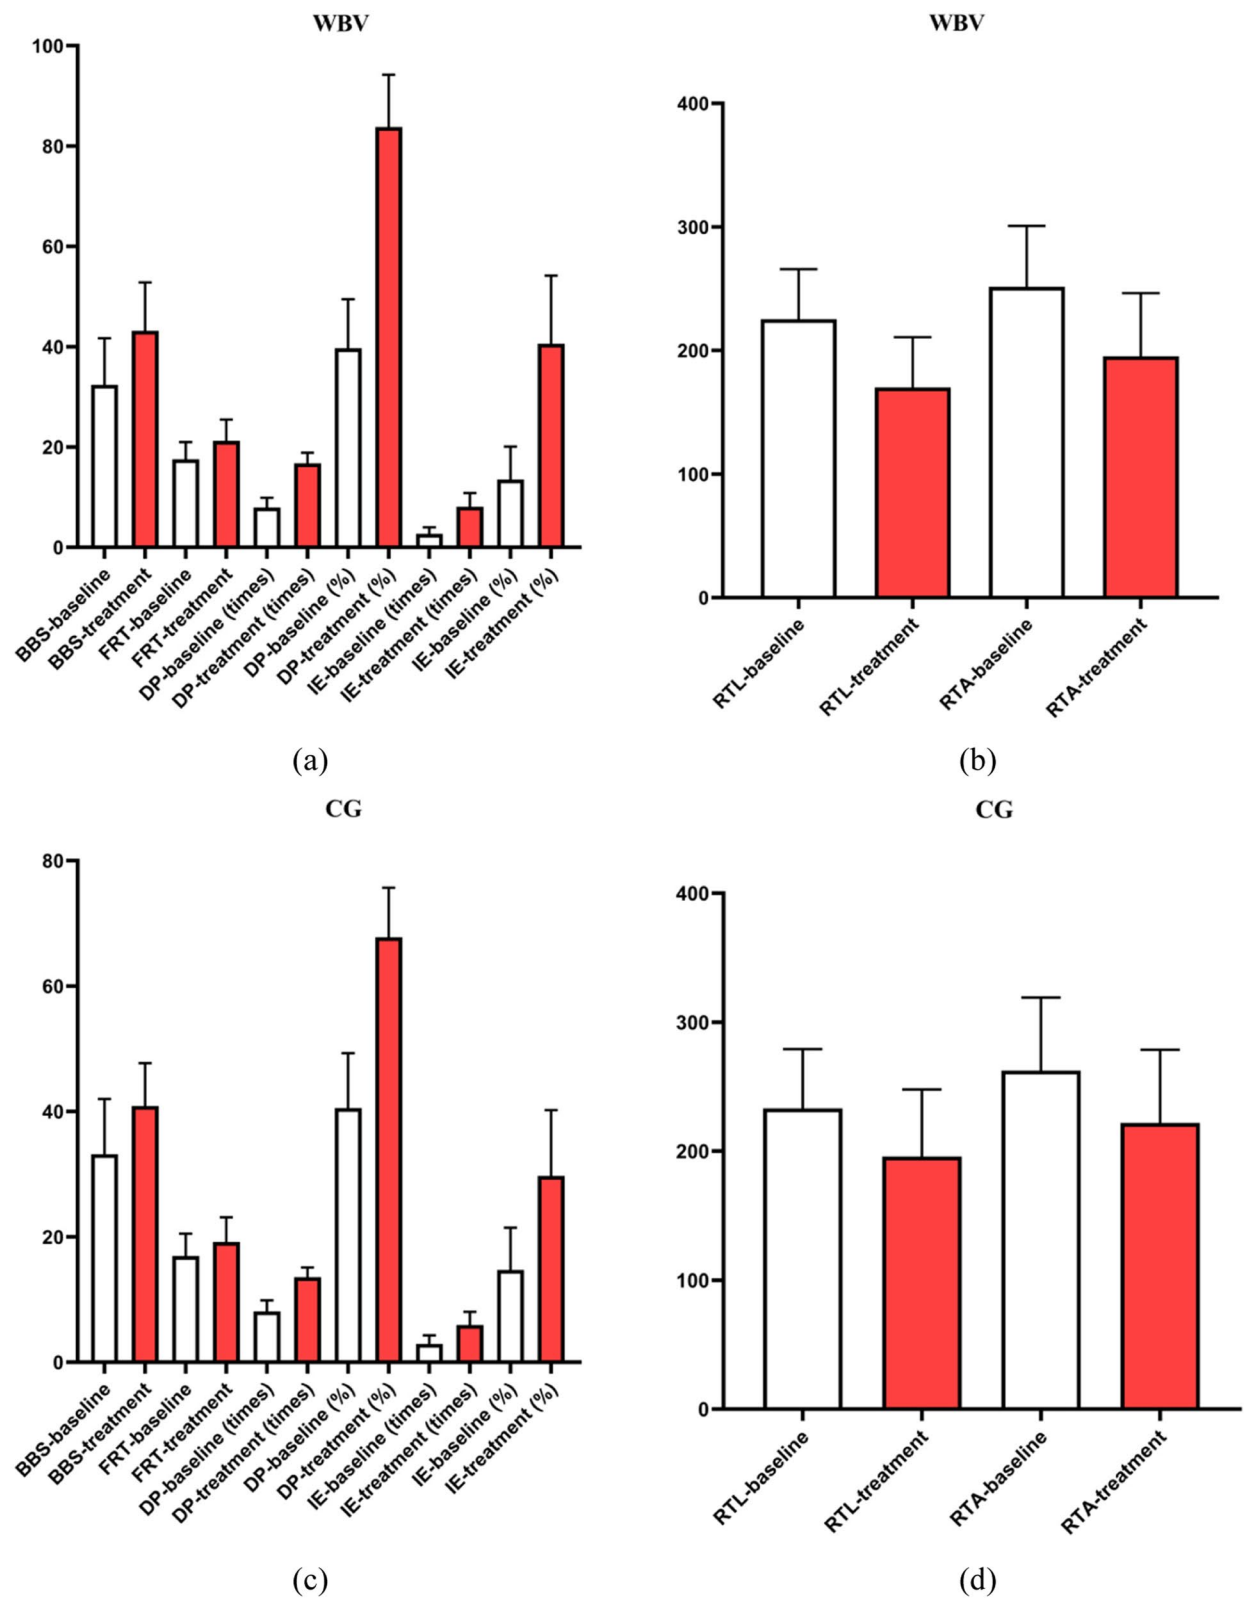 WBV
100
80
60
40
20
0
BBS-baseline
BBS-treatment
FRT-baseline
FRT-treatment
DP-baseline (times)
DP-treatment (times)
DP-baseline (%)
DP-treatment (%)
IE-baseline (times)
IE-treatment (times)
IE-baseline (%)
IE-treatment (%)
(a)
WBV
400
300
200
100
0
RTL-baseline
RTL-treatment
RTA-baseline
RTA-treatment
(b)
CG
80
60
40
20
0
BBS-baseline
BBS-treatment
FRT-baseline
FRT-treatment
DP-baseline (times)
DP-treatment (times)
DP-baseline (%)
DP-treatment (%)
IE-baseline (times)
IE-treatment (times)
IE-baseline (%)
IE-treatment (%)
(c)
CG
400
300
200
100
0
RTL-baseline
RTL-treatment
RTA-baseline
RTA-treatment
(d)